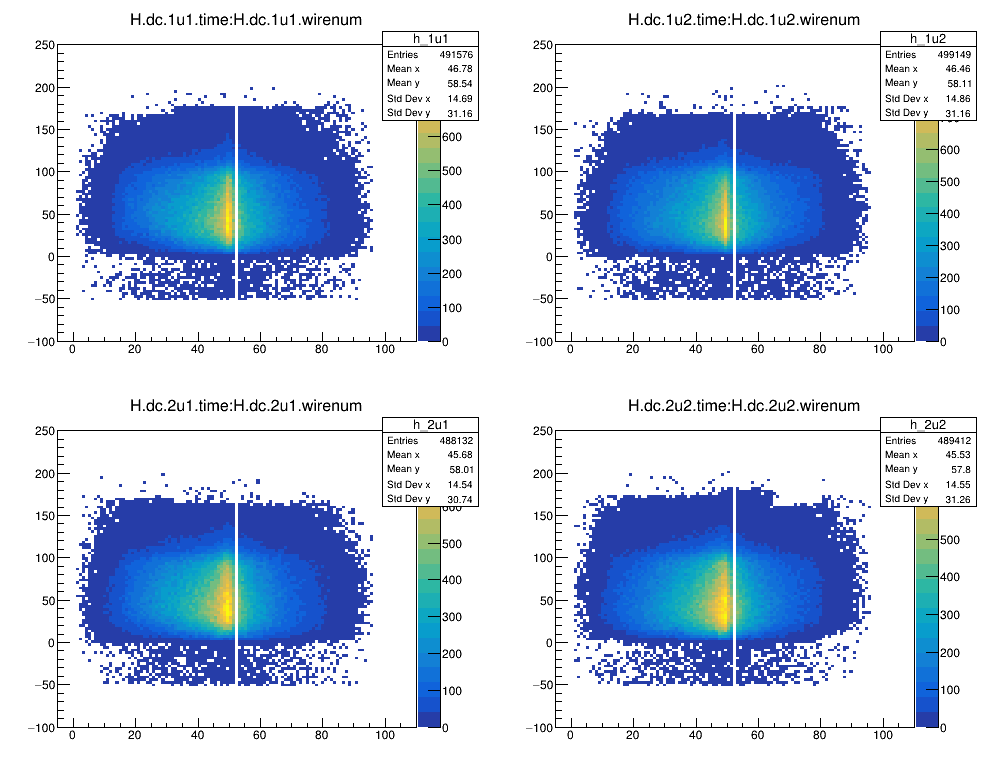 H.dc.1u1.time:H.dc.1u1.wirenum
h_1u1
Entries 491576
Mean x 46.78
Mean y 58.54
Std Dev x 14.69
Std Dev y 31.16
250
200
150
100
50
0
−50
−100
0 20 40 60 80 100
600
500
400
300
200
100
0
H.dc.1u2.time:H.dc.1u2.wirenum
h_1u2
Entries 499149
Mean x 46.46
Mean y 58.11
Std Dev x 14.86
Std Dev y 31.16
250
200
150
100
50
0
−50
−100
0 20 40 60 80 100
600
500
400
300
200
100
0
H.dc.2u1.time:H.dc.2u1.wirenum
h_2u1
Entries 488132
Mean x 45.68
Mean y 58.01
Std Dev x 14.54
Std Dev y 30.74
250
200
150
100
50
0
−50
−100
0 20 40 60 80 100
600
500
400
300
200
100
0
H.dc.2u2.time:H.dc.2u2.wirenum
h_2u2
Entries 489412
Mean x 45.53
Mean y 57.8
Std Dev x 14.55
Std Dev y 31.26
250
200
150
100
50
0
−50
−100
0 20 40 60 80 100
500
400
300
200
100
0